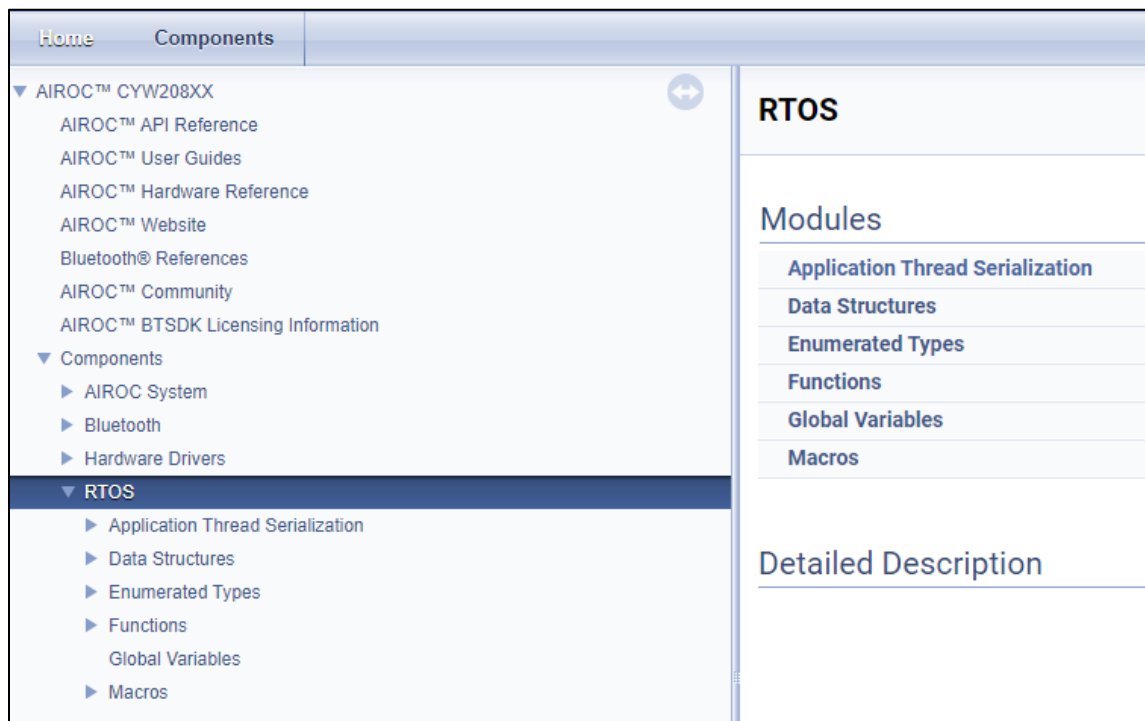 Home Components
AIROC™ CYW208XX
AIROC™ API Reference
AIROC™ User Guides
AIROC™ Hardware Reference
AIROC™ Website
Bluetooth® References
AIROC™ Community
AIROC™ BTSDK Licensing Information
Components
AIROC System
Bluetooth
Hardware Drivers
RTOS
Application Thread Serialization
Data Structures
Enumerated Types
Functions
Global Variables
Macros
RTOS
Modules
Application Thread Serialization
Data Structures
Enumerated Types
Functions
Global Variables
Macros
Detailed Description